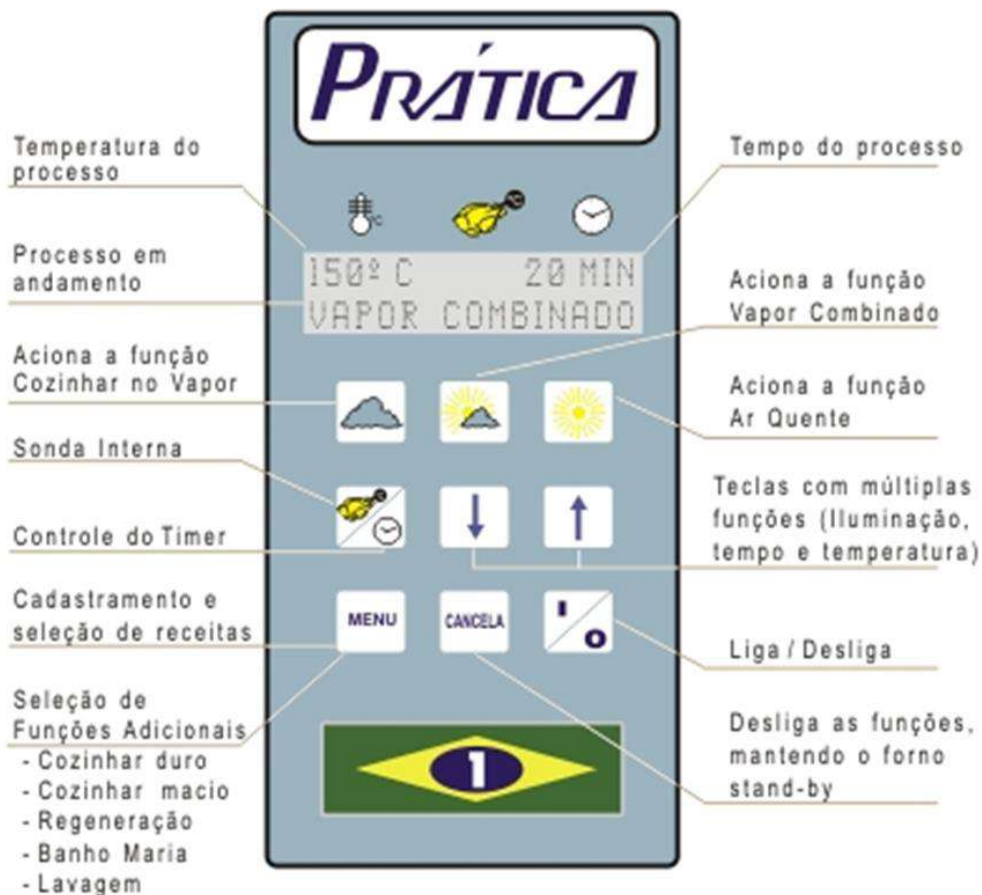 PRÁTICA
Temperatura do
processo
Tempo do processo
150º C 20 MIN
VAPOR COMBINADO
Processo em
andamento
Aciona a função
Vapor Combinado
Aciona a função
Cozinhar no Vapor
Aciona a função
Ar Quente
Sonda Interna
Teclas com múltiplas
funções (Iluminação,
tempo e temperatura)
Controle do Timer
Cadastramento e
seleção de receitas
MENU
CANCELA
I
O
Liga / Desliga
Seleção de
Funções Adicionais
- Cozinhar duro
- Cozinhar macio
- Regeneração
- Banho Maria
- Lavagem
Desliga as funções,
mantendo o forno
stand-by
1